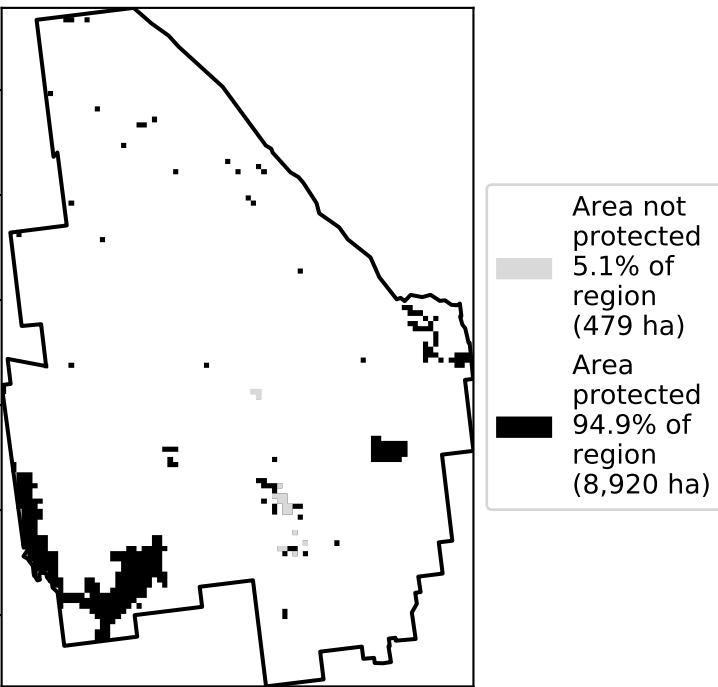 Area not
protected
5.1% of
region
(479 ha)
Area
protected
94.9% of
region
(8,920 ha)